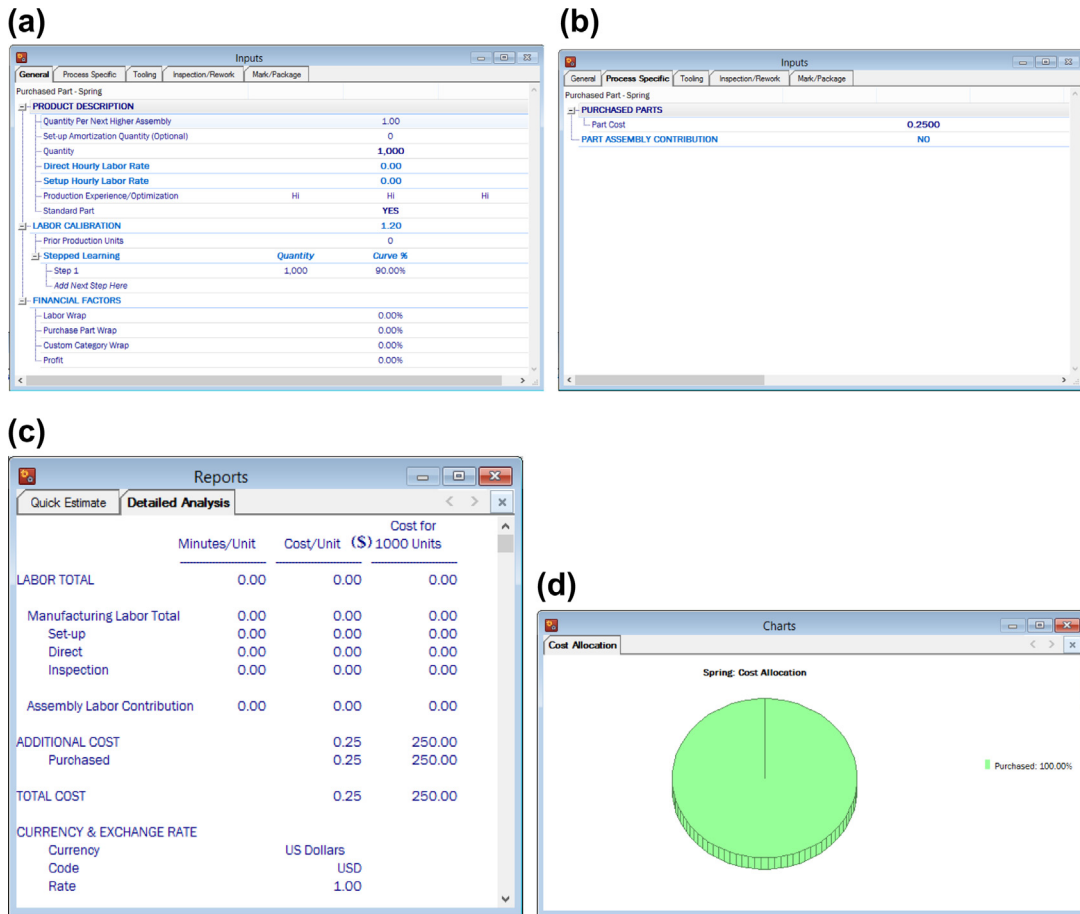 (a)
Inputs
General Process Specific Tooling Inspection/Rework Mark/Package
Purchased Part - Spring
PRODUCT DESCRIPTION
Quantity Per Next Higher Assembly 1.00
Set-up Amortization Quantity (Optional) 0
Quantity 1,000
Direct Hourly Labor Rate 0.00
Setup Hourly Labor Rate 0.00
Production Experience/Optimization Hi Hi Hi
Standard Part YES
LABOR CALIBRATION 1.20
Prior Production Units 0
Stepped Learning Quantity Curve %
Step 1 1,000 90.00%
Add Next Step Here
FINANCIAL FACTORS
Labor Wrap 0.00%
Purchase Part Wrap 0.00%
Custom Category Wrap 0.00%
Profit 0.00%
(b)
Inputs
General Process Specific Tooling Inspection/Rework Mark/Package
Purchased Part - Spring
PURCHASED PARTS
Part Cost 0.2500
PART ASSEMBLY CONTRIBUTION NO
(c)
Reports
Quick Estimate Detailed Analysis
Cost for
Minutes/Unit Cost/Unit ($) 1000 Units
LABOR TOTAL 0.00 0.00 0.00
Manufacturing Labor Total 0.00 0.00 0.00
Set-up 0.00 0.00 0.00
Direct 0.00 0.00 0.00
Inspection 0.00 0.00 0.00
Assembly Labor Contribution 0.00 0.00 0.00
ADDITIONAL COST 0.25 250.00
Purchased 0.25 250.00
TOTAL COST 0.25 250.00
CURRENCY & EXCHANGE RATE
Currency US Dollars
Code USD
Rate 1.00
(d)
Charts
Cost Allocation
Spring: Cost Allocation
Purchased: 100.00%